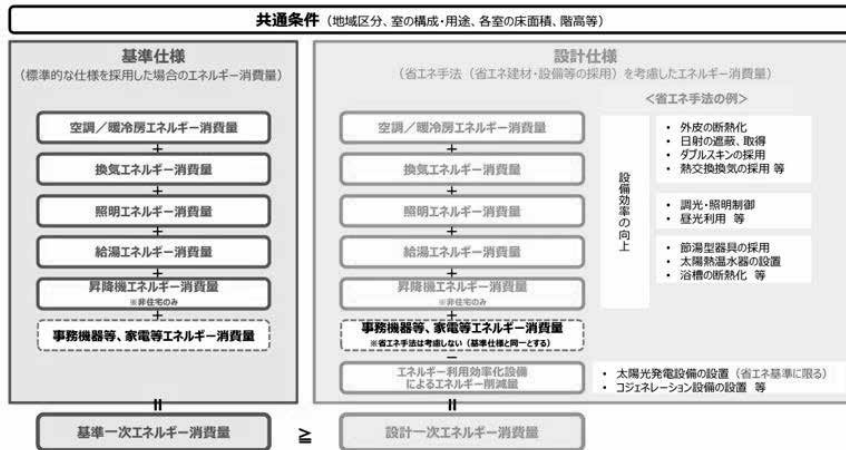 共通条件（地域区分、室の構成・用途、各室の床面積、階高等）
基準仕様
（標準的な仕様を採用した場合のエネルギー消費量）
空調／暖冷房エネルギー消費量
+
換気エネルギー消費量
+
照明エネルギー消費量
+
給湯エネルギー消費量
+
昇降機エネルギー消費量
※非住宅のみ
+
事務機器等、家電等エネルギー消費量
=
基準一次エネルギー消費量
≧
設計仕様
（省エネ手法（省エネ建材・設備等の採用）を考慮したエネルギー消費量）
空調／暖冷房エネルギー消費量
+
換気エネルギー消費量
+
照明エネルギー消費量
+
給湯エネルギー消費量
+
昇降機エネルギー消費量
※非住宅のみ
+
事務機器等、家電等エネルギー消費量
※省エネ手法は考慮しない（基準仕様と同一とする）
−
エネルギー利用効率化設備
によるエネルギー削減量
=
設計一次エネルギー消費量
＜省エネ手法の例＞
設備効率の向上
• 外皮の断熱化
• 日射の遮蔽、取得
• ダブルスキンの採用
• 熱交換換気の採用 等
• 調光・照明制御
• 昼光利用 等
• 節湯型器具の採用
• 太陽熱温水器の設置
• 浴槽の断熱化 等
• 太陽光発電設備の設置（省エネ基準に限る）
• コジェネレーション設備の設置 等